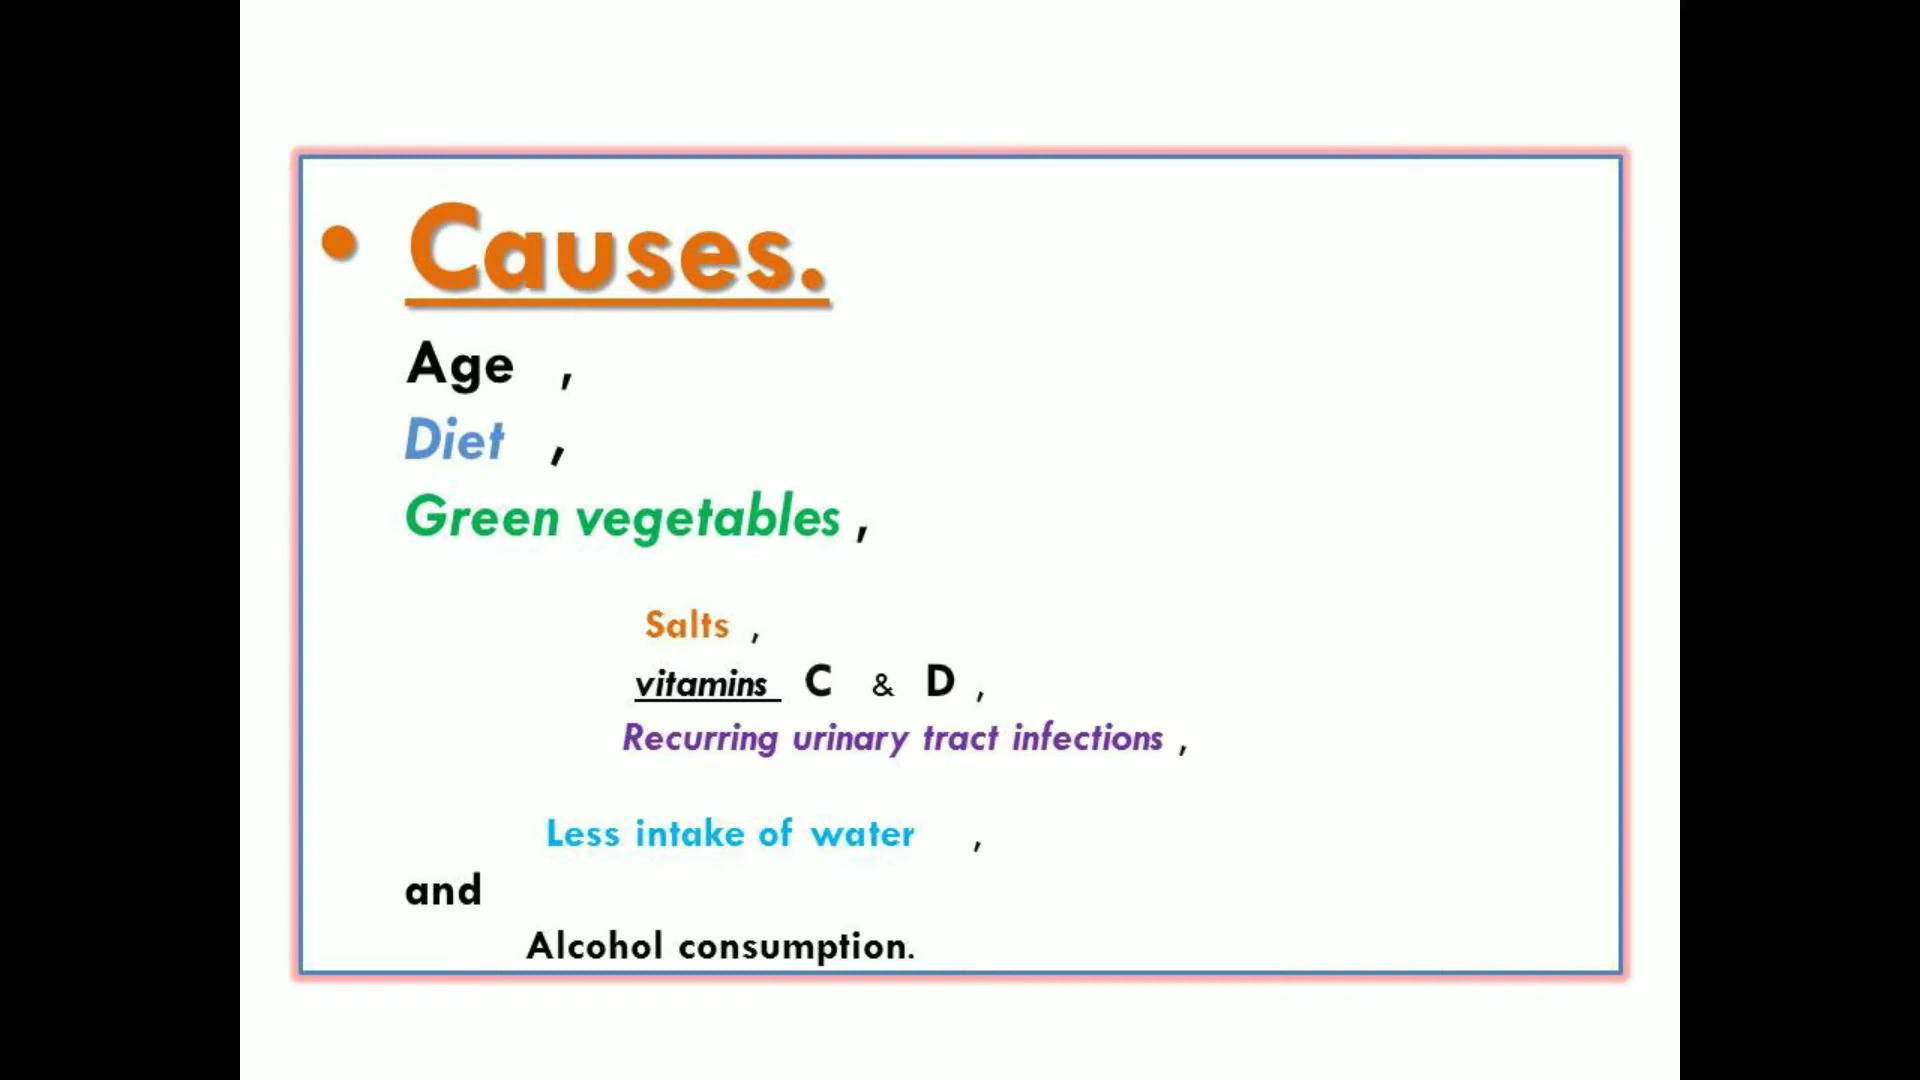 • Causes.
Age ,
Diet ,
Green vegetables ,
Salts ,
vitamins C & D ,
Recurring urinary tract infections ,
Less intake of water ,
and
Alcohol consumption.